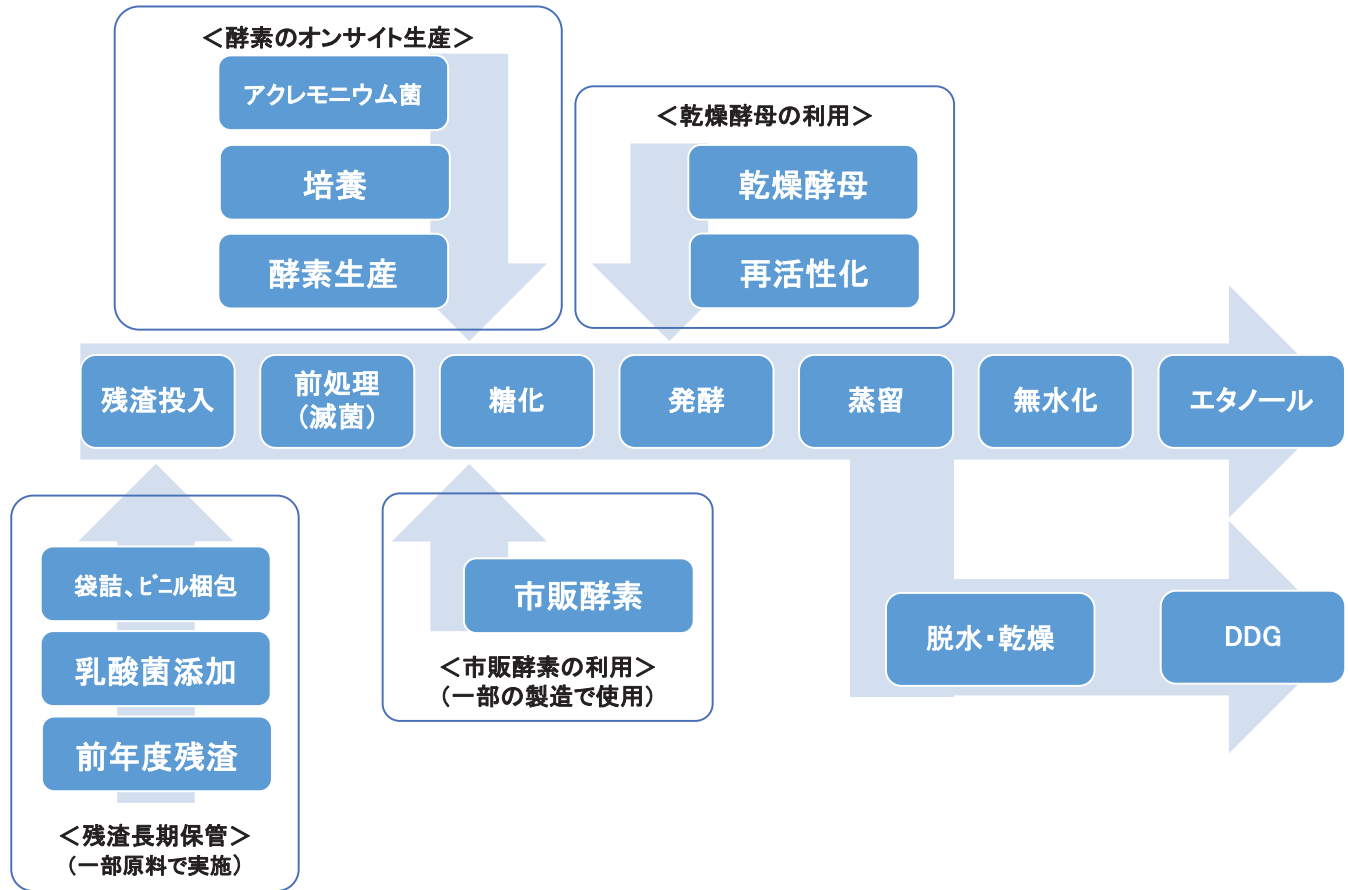 ＜酵素のオンサイト生産＞
アクレモニウム菌
培養
酵素生産
＜乾燥酵母の利用＞
乾燥酵母
再活性化
残渣投入
前処理
（滅菌）
糖化
発酵
蒸留
無水化
エタノール
袋詰、ﾋﾞﾆﾙ梱包
乳酸菌添加
前年度残渣
＜残渣長期保管＞
（一部原料で実施）
市販酵素
＜市販酵素の利用＞
（一部の製造で使用）
脱水・乾燥
DDG